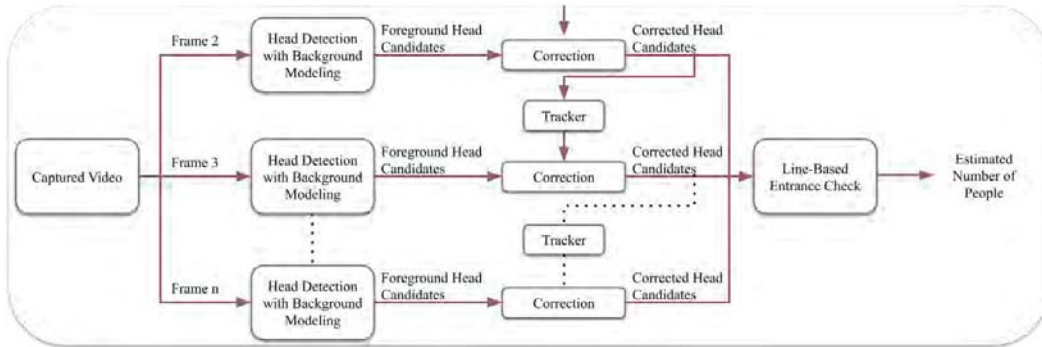 Frame 2
Head Detection
with Background
Modeling
Foreground Head
Candidates
Correction
Corrected Head
Candidates
Tracker
Captured Video
Frame 3
Head Detection
with Background
Modeling
Foreground Head
Candidates
Correction
Corrected Head
Candidates
Line-Based
Entrance Check
Estimated
Number of
People
Tracker
Frame n
Head Detection
with Background
Modeling
Foreground Head
Candidates
Correction
Corrected Head
Candidates